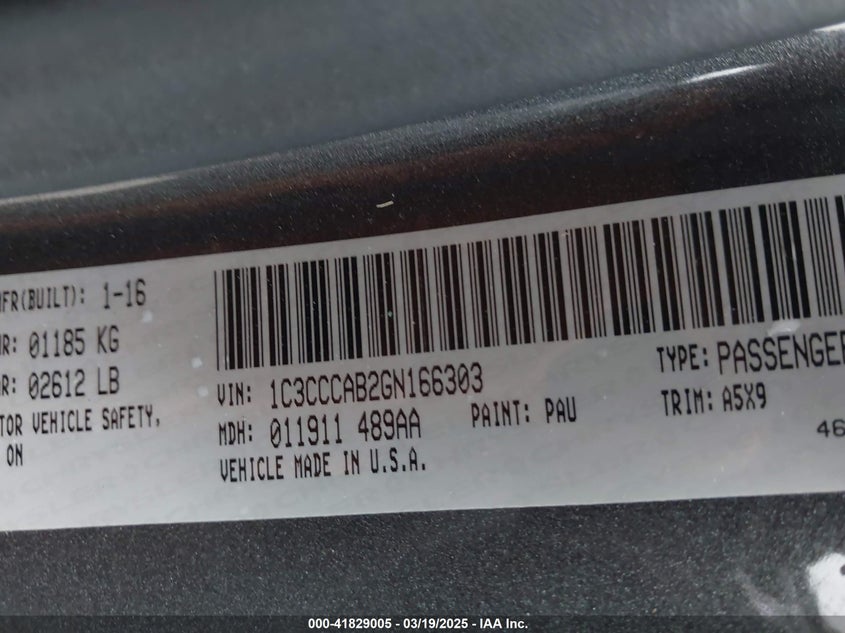 MFR(BUILT): 1-16
01185 KG
02612 LB
VEHICLE SAFETY,
ON
VIN: 1C3CCCAB2GN166303
MDH: 011911 489AA
PAINT: PAU
VEHICLE MADE IN U.S.A.
TYPE: PASSENGER
TRIM: A5X9
46
000-41829005 - 03/19/2025 - IAA Inc.